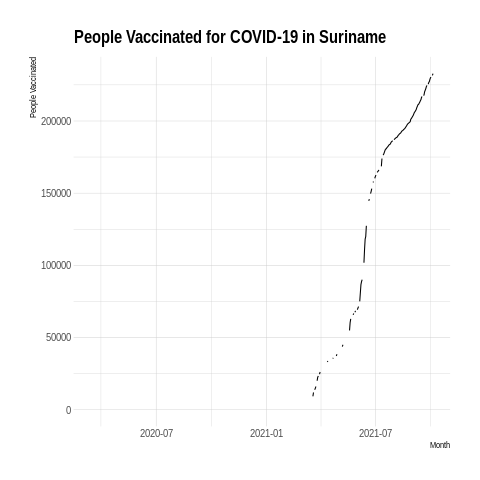 People Vaccinated for COVID-19 in Suriname
People Vaccinated
200000
150000
100000
50000
0
2020-07
2021-01
2021-07
Month